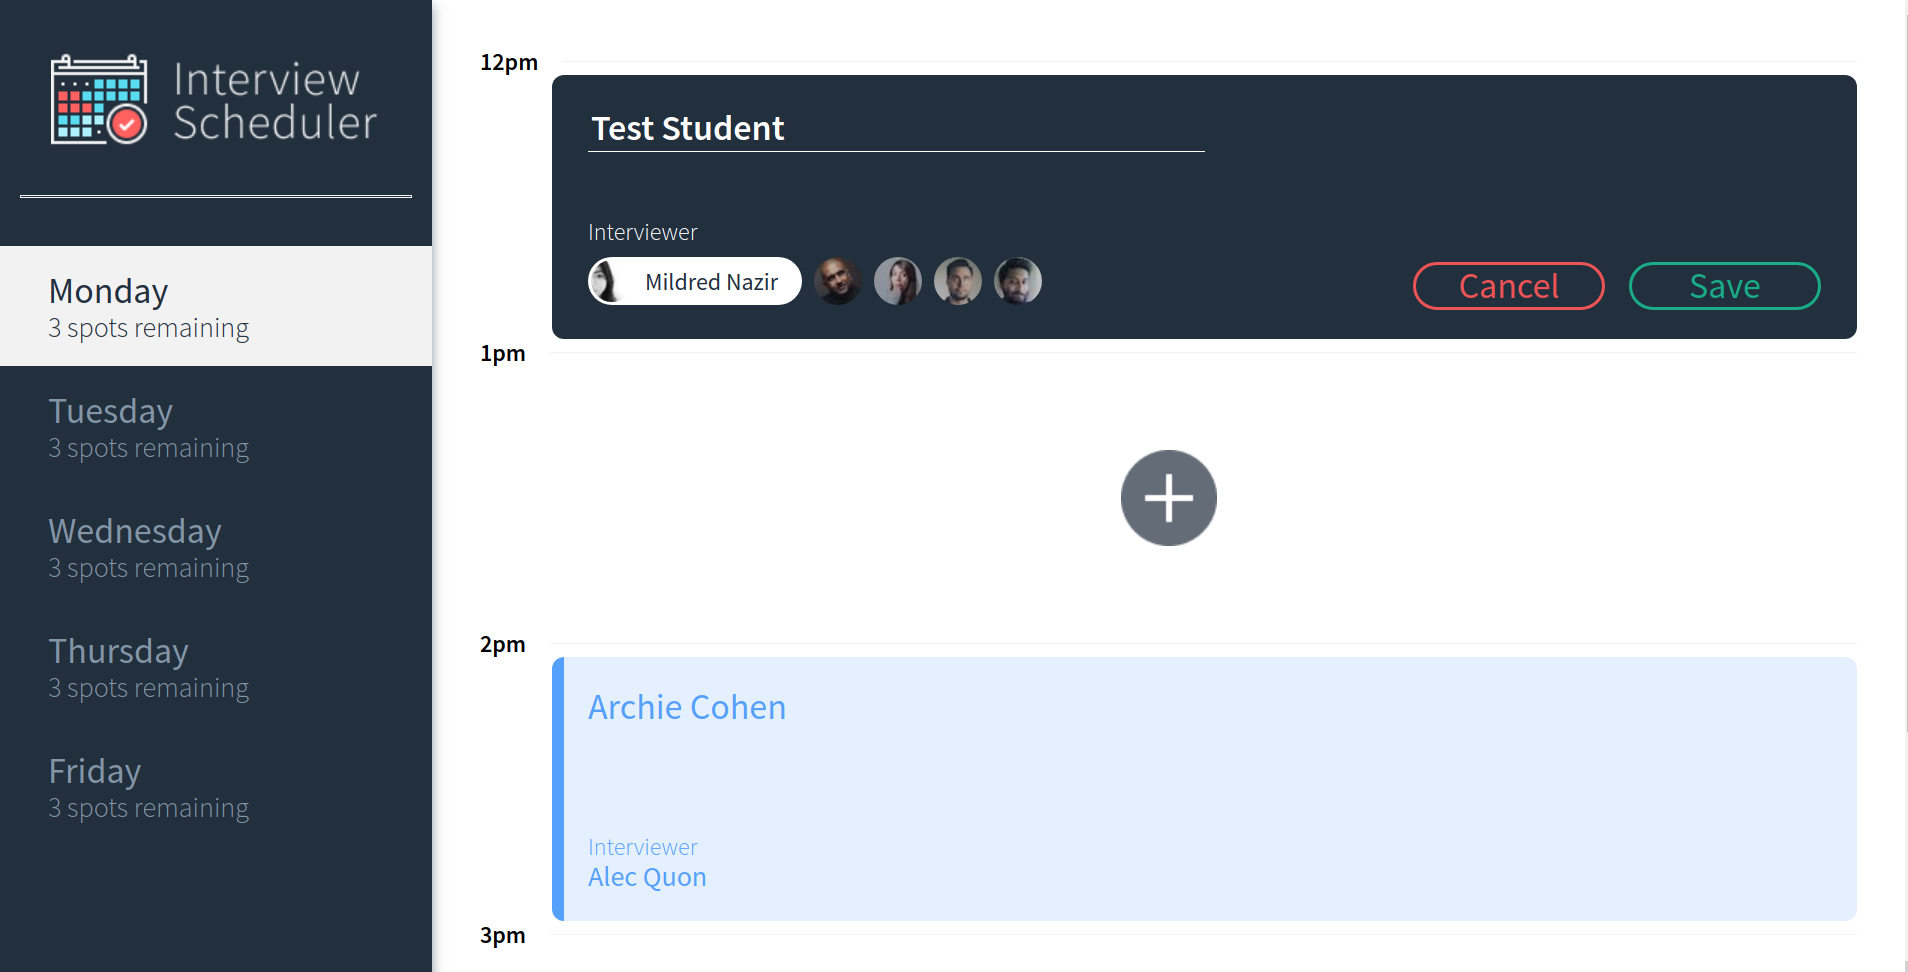 Interview
Scheduler
Monday
3 spots remaining
Tuesday
3 spots remaining
Wednesday
3 spots remaining
Thursday
3 spots remaining
Friday
3 spots remaining
12pm
Test Student
Interviewer
Mildred Nazir
Cancel
Save
1pm
2pm
Archie Cohen
Interviewer
Alec Quon
3pm